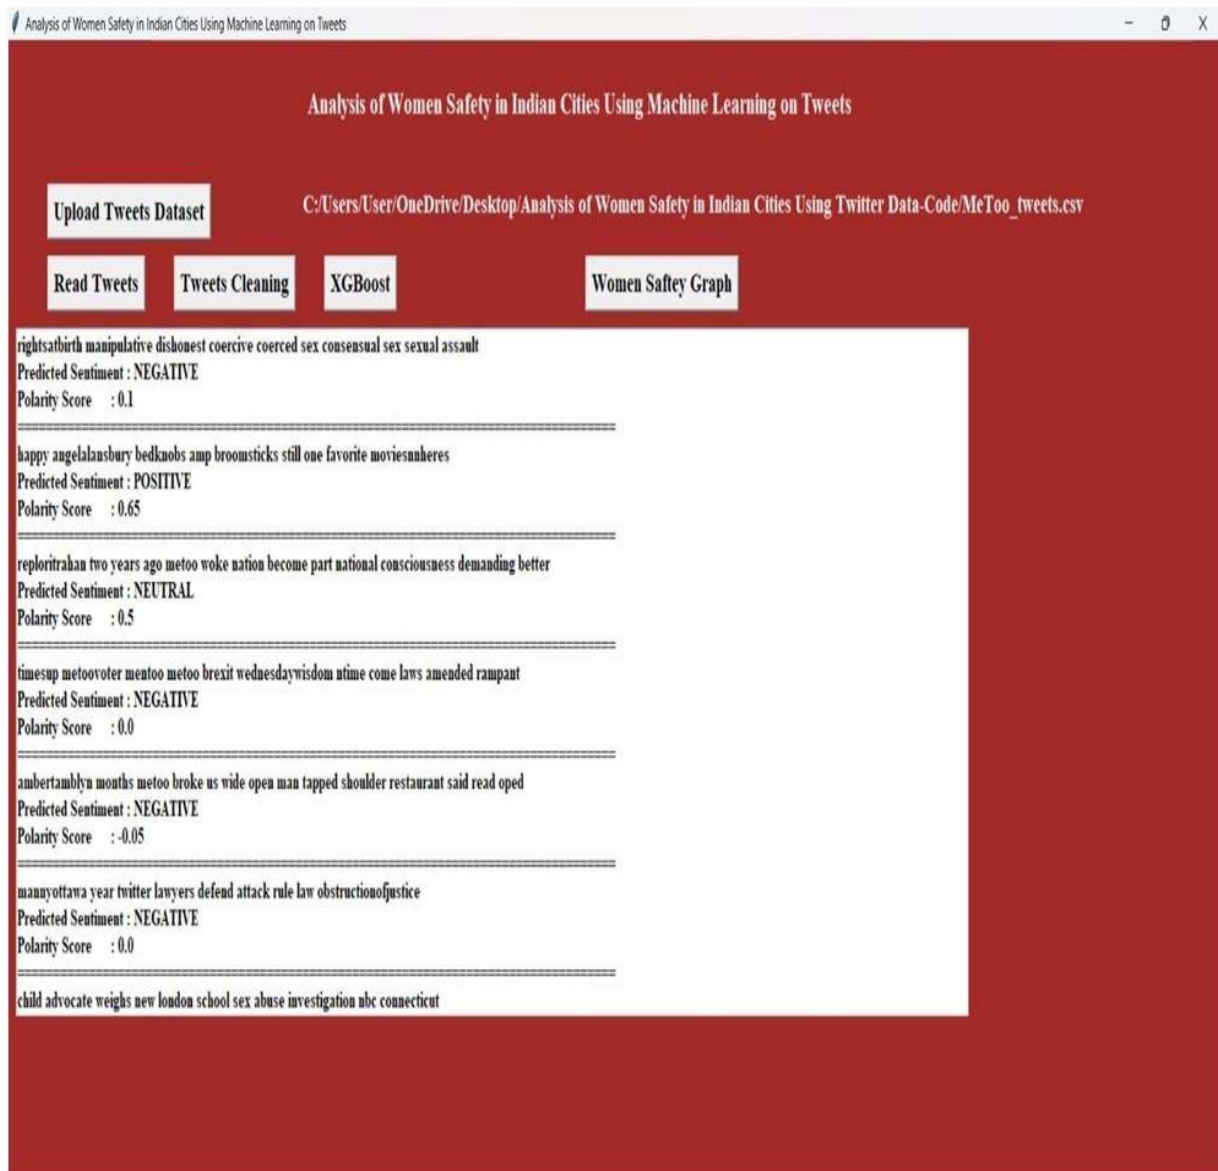 Analysis of Women Safety in Indian Cities Using Machine Learning on Tweets
Analysis of Women Safety in Indian Cities Using Machine Learning on Tweets
Upload Tweets Dataset
C:/Users/User/OneDrive/Desktop/Analysis of Women Safety in Indian Cities Using Twitter Data-Code/MeToo_tweets.csv
Read Tweets Tweets Cleaning XGBoost Women Saftey Graph
rightsatbirth manipulative dishonest coercive coerced sex consensual sex sexual assault
Predicted Sentiment : NEGATIVE
Polarity Score : 0.1
happy angelalansbury bedknobs amp broomsticks still one favorite moviesnnheres
Predicted Sentiment : POSITIVE
Polarity Score : 0.65
reploritrahan two years ago metoo woke nation become part national consciousness demanding better
Predicted Sentiment : NEUTRAL
Polarity Score : 0.5
timesup metoovoter mentoo metoo brexit wednesdaywisdom ntime come laws amended rampant
Predicted Sentiment : NEGATIVE
Polarity Score : 0.0
ambertamblyn months metoo broke us wide open man tapped shoulder restaurant said read oped
Predicted Sentiment : NEGATIVE
Polarity Score : -0.05
mannyottawa year twitter lawyers defend attack rule law obstructionofjustice
Predicted Sentiment : NEGATIVE
Polarity Score : 0.0
child advocate weighs new london school sex abuse investigation nbc connecticut